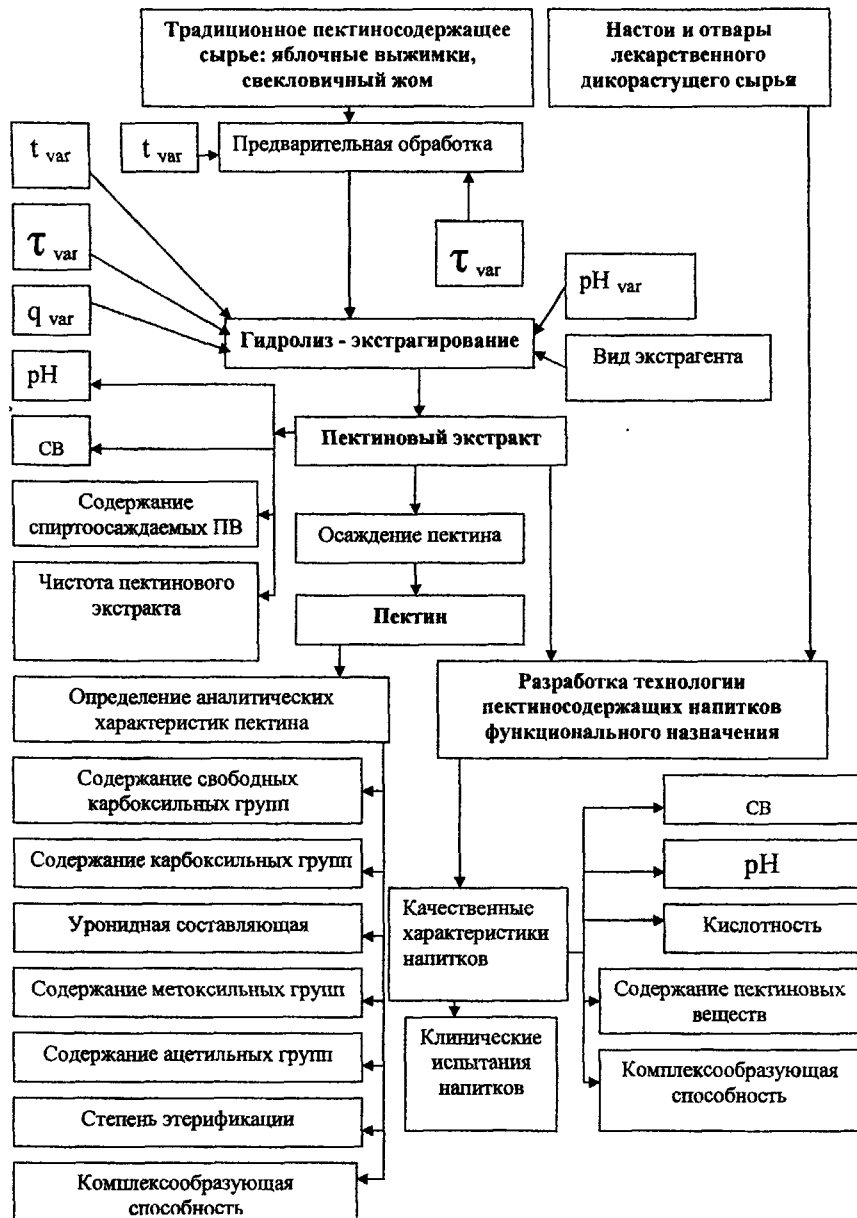 Традиционное пектиносодержащее
сырье: яблочные выжимки,
свекловичный жом
Настои и отвары
лекарственного
дикорастущего сырья
t var
t var
Предварительная обработка
τ var
τ var
pH var
q var
Гидролиз - экстрагирование
Вид экстрагента
pH
Пектиновый экстракт
СВ
Содержание
спиртоосаждаемых ПВ
Осаждение пектина
Чистота пектинового
экстракта
Пектин
Определение аналитических
характеристик пектина
Разработка технологии
пектиносодержащих напитков
функционального назначения
Содержание свободных
карбоксильных групп
СВ
Содержание карбоксильных групп
pH
Качественные
характеристики
напитков
Уронидная составляющая
Кислотность
Содержание метоксильных групп
Содержание пектиновых
веществ
Содержание ацетильных групп
Клинические
испытания
напитков
Комплексообразующая
способность
Степень этерификации
Комплексообразующая
способность